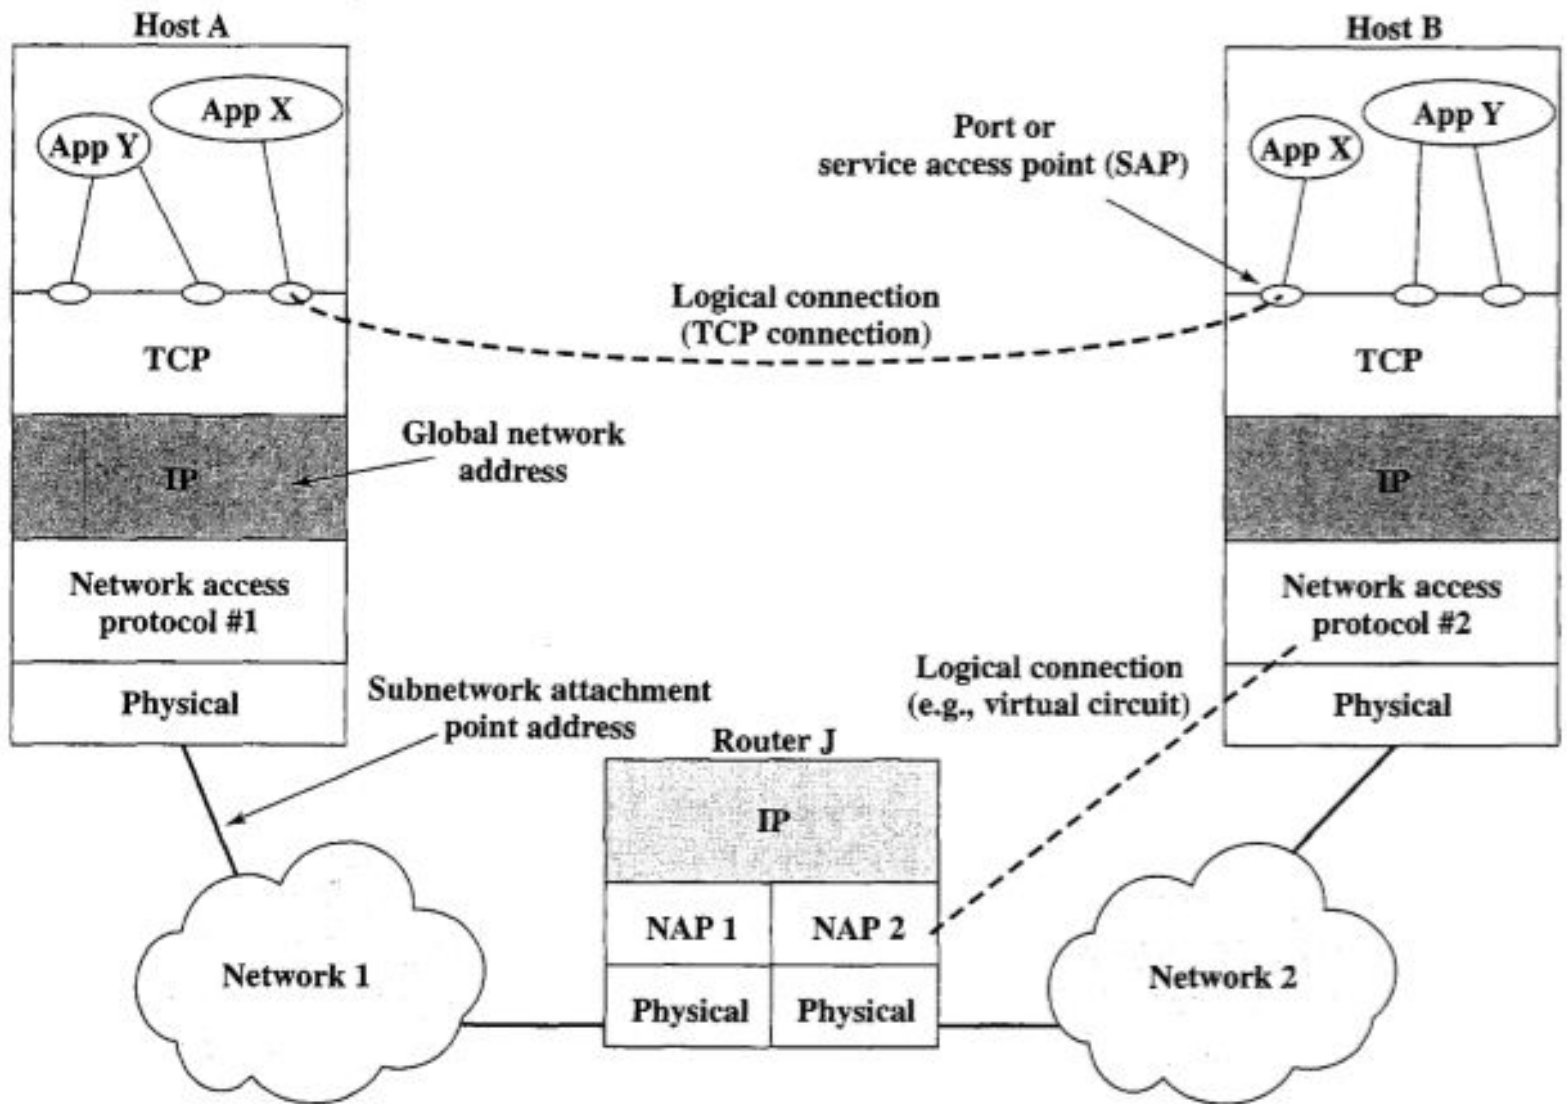 Host A
Host B
App X
App Y
Port or
service access point (SAP)
App X
App Y
Logical connection
(TCP connection)
TCP
TCP
Global network
address
IP
IP
Network access
protocol #1
Network access
protocol #2
Subnetwork attachment
point address
Logical connection
(e.g., virtual circuit)
Physical
Physical
Router J
IP
NAP 1
NAP 2
Network 1
Network 2
Physical
Physical